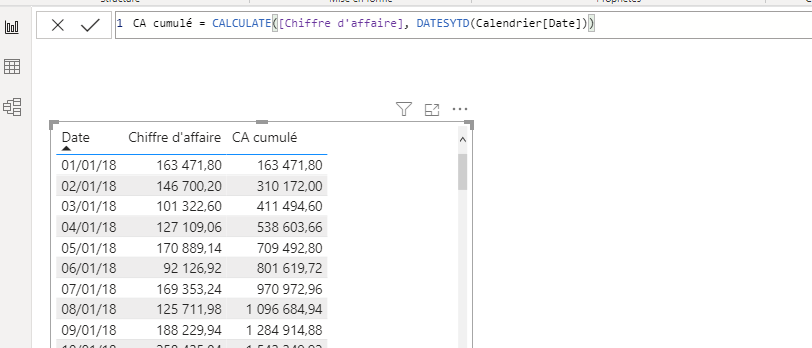 Structure Mise en forme Propriétés
1 CA cumulé = CALCULATE([Chiffre d'affaire], DATESYTD(Calendrier[Date]))
Date Chiffre d'affaire CA cumulé
01/01/18 163 471,80 163 471,80
02/01/18 146 700,20 310 172,00
03/01/18 101 322,60 411 494,60
04/01/18 127 109,06 538 603,66
05/01/18 170 889,14 709 492,80
06/01/18 92 126,92 801 619,72
07/01/18 169 353,24 970 972,96
08/01/18 125 711,98 1 096 684,94
09/01/18 188 229,94 1 284 914,88